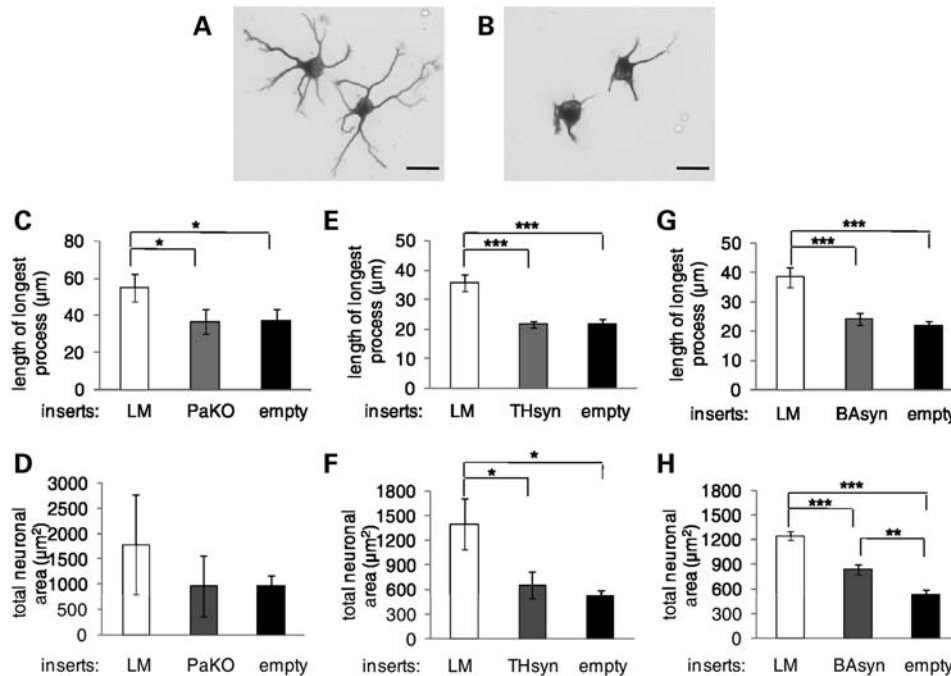 A B
C E G
* *** ***
* *** ***
length of longest process (µm)
80
60
40
20
0
inserts: LM PaKO empty
length of longest process (µm)
50
40
30
20
10
0
inserts: LM THsyn empty
length of longest process (µm)
50
40
30
20
10
0
inserts: LM BAsyn empty
D F H
total neuronal area (µm²)
3000
2500
2000
1500
1000
500
0
inserts: LM PaKO empty
*
*
total neuronal area (µm²)
1800
1500
1200
900
600
300
0
inserts: LM THsyn empty
***
***
**
total neuronal area (µm²)
1800
1500
1200
900
600
300
0
inserts: LM BAsyn empty